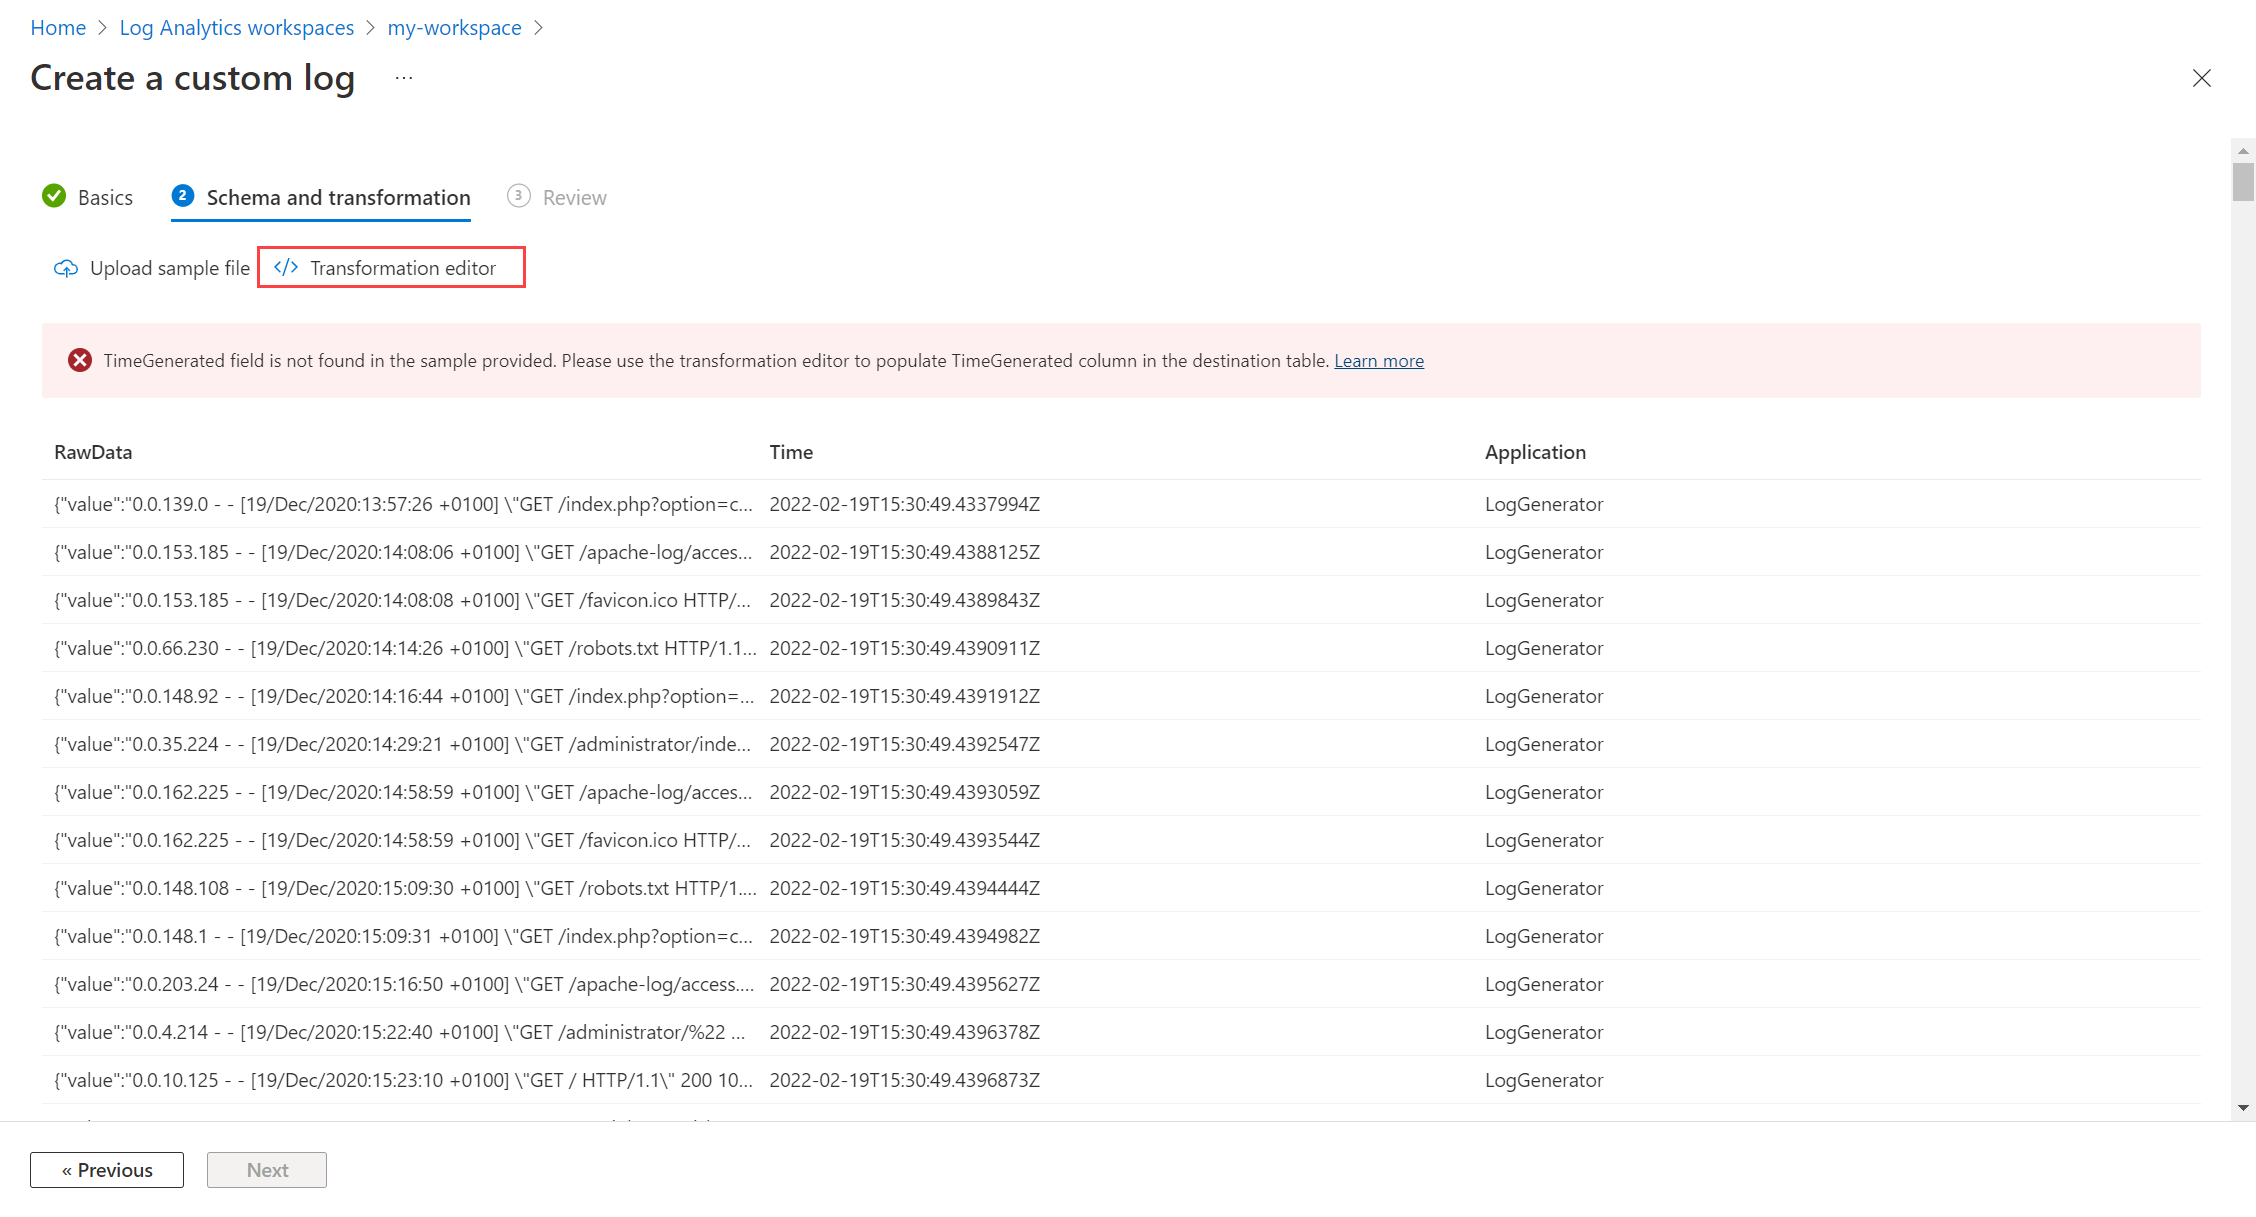 Home > Log Analytics workspaces > my-workspace >
Create a custom log ...
Basics 2 Schema and transformation 3 Review
Upload sample file </> Transformation editor
TimeGenerated field is not found in the sample provided. Please use the transformation editor to populate TimeGenerated column in the destination table. Learn more
RawData Time Application
{"value":"0.0.139.0 - - [19/Dec/2020:13:57:26 +0100] \"GET /index.php?option=c... 2022-02-19T15:30:49.4337994Z LogGenerator
{"value":"0.0.153.185 - - [19/Dec/2020:14:08:06 +0100] \"GET /apache-log/acces... 2022-02-19T15:30:49.4388125Z LogGenerator
{"value":"0.0.153.185 - - [19/Dec/2020:14:08:08 +0100] \"GET /favicon.ico HTTP/... 2022-02-19T15:30:49.4389843Z LogGenerator
{"value":"0.0.66.230 - - [19/Dec/2020:14:14:26 +0100] \"GET /robots.txt HTTP/1.1... 2022-02-19T15:30:49.4390911Z LogGenerator
{"value":"0.0.148.92 - - [19/Dec/2020:14:16:44 +0100] \"GET /index.php?option=... 2022-02-19T15:30:49.4391912Z LogGenerator
{"value":"0.0.35.224 - - [19/Dec/2020:14:29:21 +0100] \"GET /administrator/inde... 2022-02-19T15:30:49.4392547Z LogGenerator
{"value":"0.0.162.225 - - [19/Dec/2020:14:58:59 +0100] \"GET /apache-log/acces... 2022-02-19T15:30:49.4393059Z LogGenerator
{"value":"0.0.162.225 - - [19/Dec/2020:14:58:59 +0100] \"GET /favicon.ico HTTP/... 2022-02-19T15:30:49.4393544Z LogGenerator
{"value":"0.0.148.108 - - [19/Dec/2020:15:09:30 +0100] \"GET /robots.txt HTTP/1.... 2022-02-19T15:30:49.4394444Z LogGenerator
{"value":"0.0.148.1 - - [19/Dec/2020:15:09:31 +0100] \"GET /index.php?option=c... 2022-02-19T15:30:49.4394982Z LogGenerator
{"value":"0.0.203.24 - - [19/Dec/2020:15:16:50 +0100] \"GET /apache-log/access.... 2022-02-19T15:30:49.4395627Z LogGenerator
{"value":"0.0.4.214 - - [19/Dec/2020:15:22:40 +0100] \"GET /administrator/%22 ... 2022-02-19T15:30:49.4396378Z LogGenerator
{"value":"0.0.10.125 - - [19/Dec/2020:15:23:10 +0100] \"GET / HTTP/1.1\" 200 10... 2022-02-19T15:30:49.4396873Z LogGenerator
« Previous Next